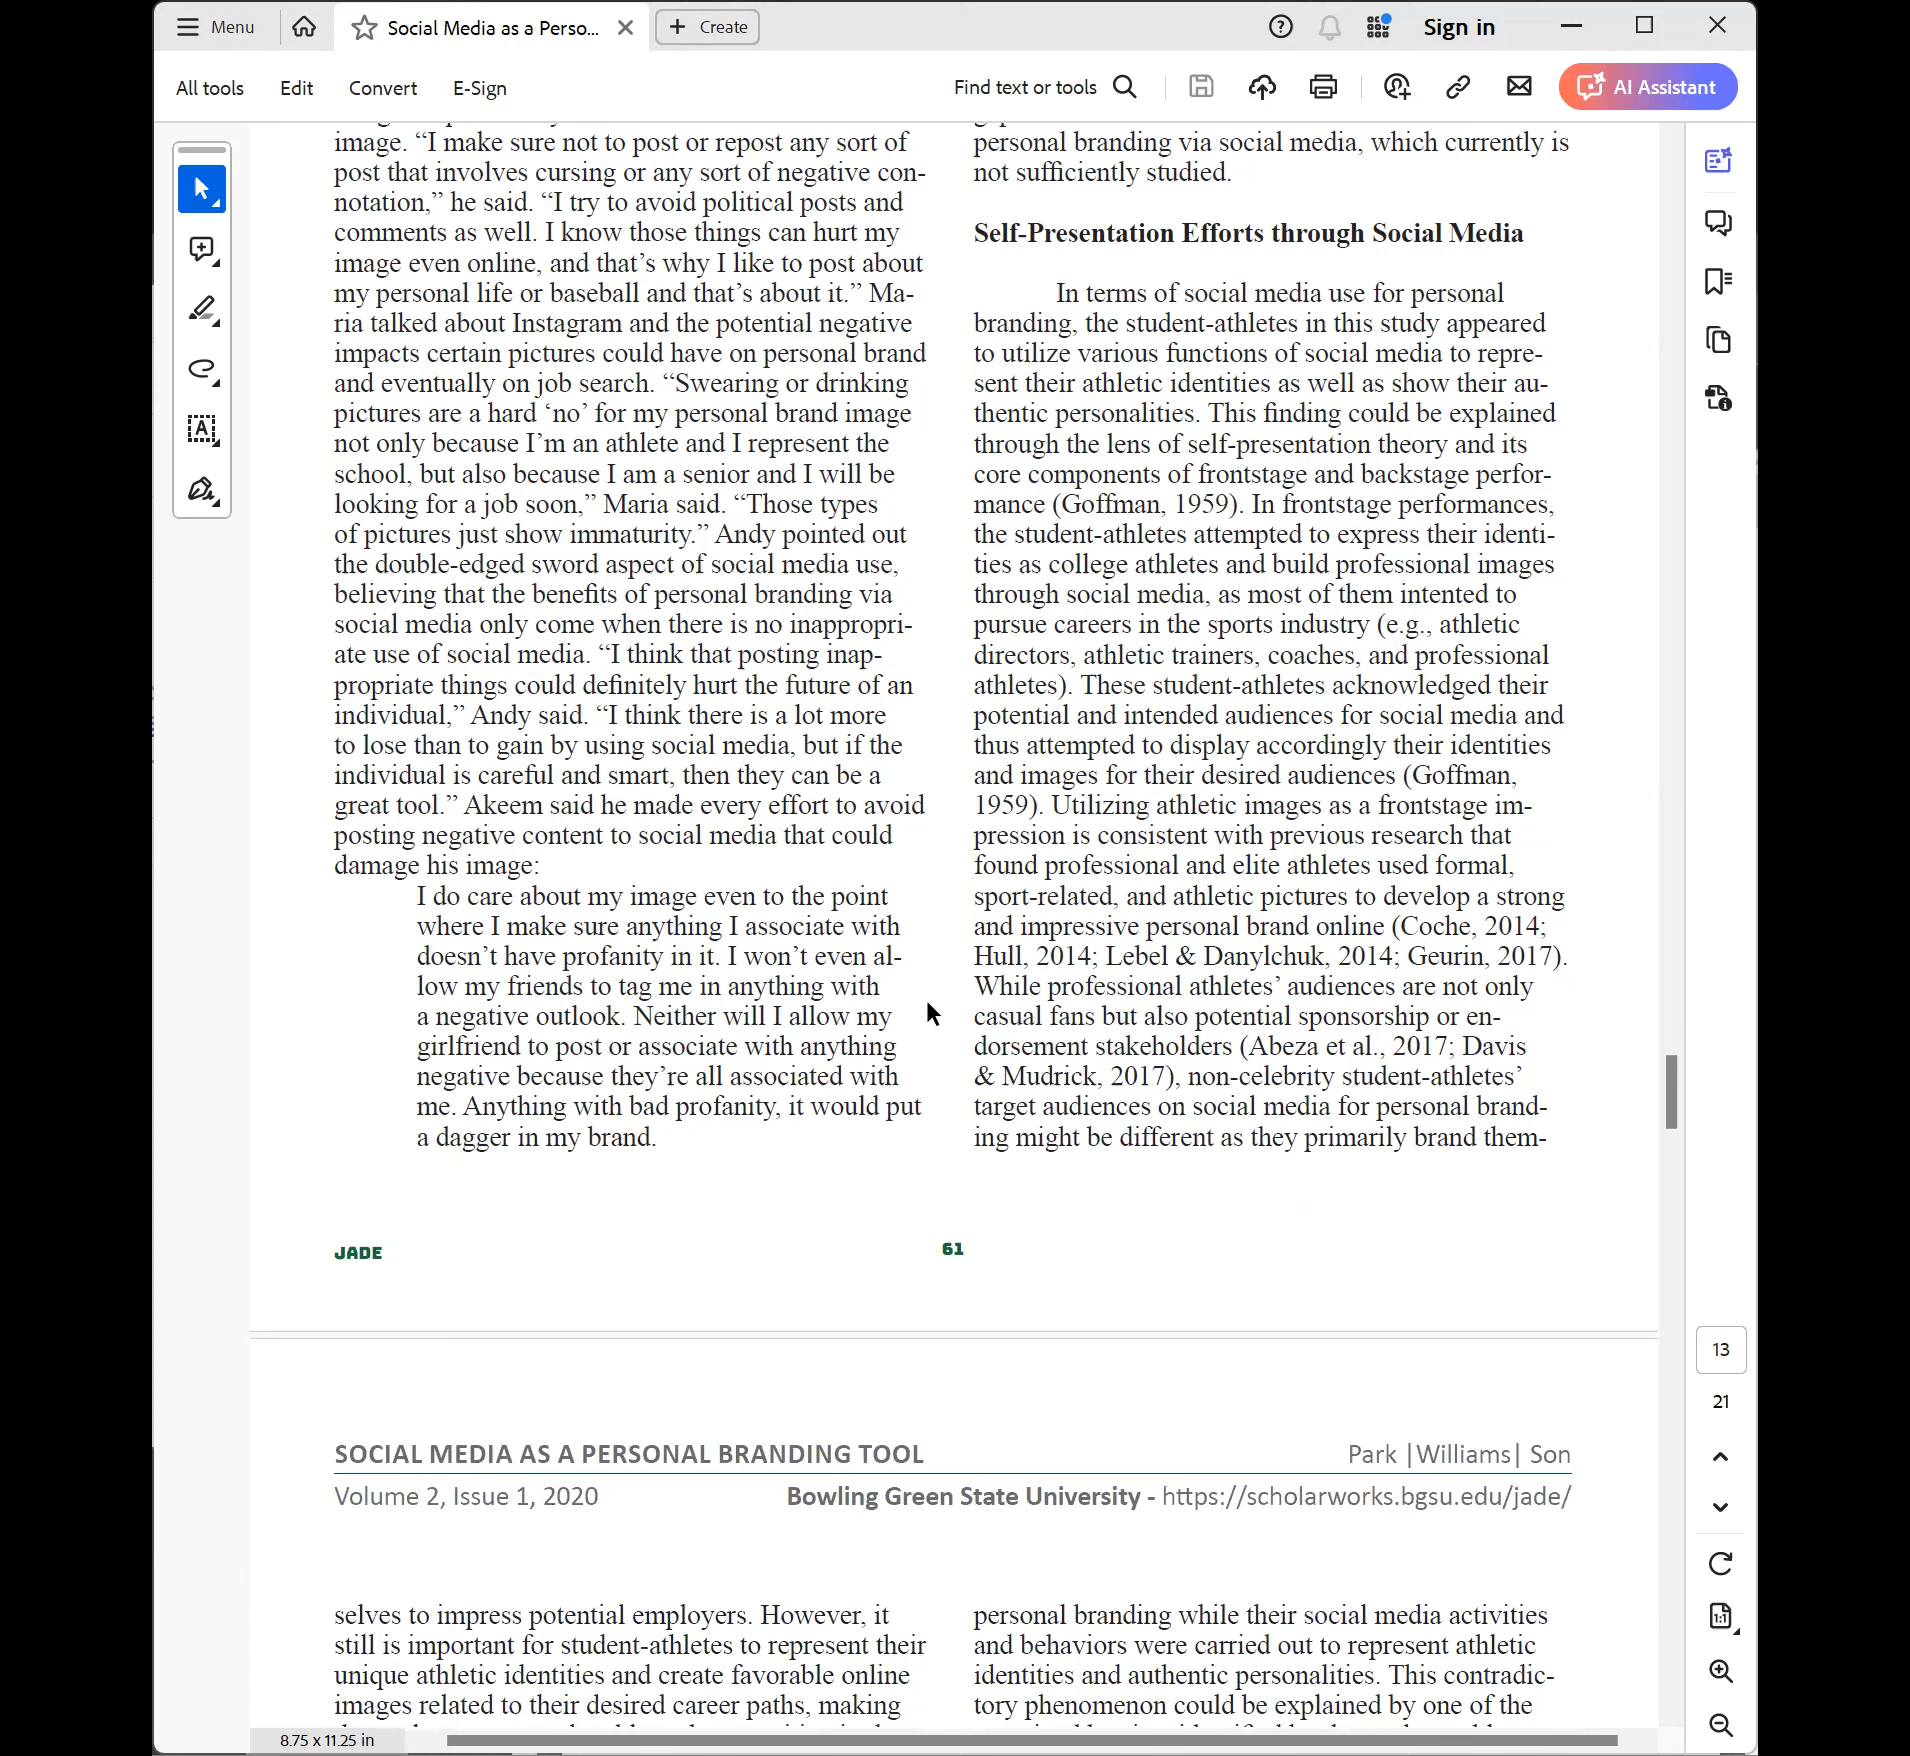 Menu
Social Media as a Perso...
Create
Sign in
All tools
Edit
Convert
E-Sign
Find text or tools
AI Assistant
image. “I make sure not to post or repost any sort of
post that involves cursing or any sort of negative con-
notation,” he said. “I try to avoid political posts and
comments as well. I know those things can hurt my
image even online, and that’s why I like to post about
my personal life or baseball and that’s about it.” Ma-
ria talked about Instagram and the potential negative
impacts certain pictures could have on personal brand
and eventually on job search. “Swearing or drinking
pictures are a hard ‘no’ for my personal brand image
not only because I’m an athlete and I represent the
school, but also because I am a senior and I will be
looking for a job soon,” Maria said. “Those types
of pictures just show immaturity.” Andy pointed out
the double-edged sword aspect of social media use,
believing that the benefits of personal branding via
social media only come when there is no inappropri-
ate use of social media. “I think that posting inap-
propriate things could definitely hurt the future of an
individual,” Andy said. “I think there is a lot more
to lose than to gain by using social media, but if the
individual is careful and smart, then they can be a
great tool.” Akeem said he made every effort to avoid
posting negative content to social media that could
damage his image:
I do care about my image even to the point
where I make sure anything I associate with
doesn’t have profanity in it. I won’t even al-
low my friends to tag me in anything with
a negative outlook. Neither will I allow my
girlfriend to post or associate with anything
negative because they’re all associated with
me. Anything with bad profanity, it would put
a dagger in my brand.
personal branding via social media, which currently is
not sufficiently studied.
Self-Presentation Efforts through Social Media
In terms of social media use for personal
branding, the student-athletes in this study appeared
to utilize various functions of social media to repre-
sent their athletic identities as well as show their au-
thentic personalities. This finding could be explained
through the lens of self-presentation theory and its
core components of frontstage and backstage perfor-
mance (Goffman, 1959). In frontstage performances,
the student-athletes attempted to express their identi-
ties as college athletes and build professional images
through social media, as most of them intented to
pursue careers in the sports industry (e.g., athletic
directors, athletic trainers, coaches, and professional
athletes). These student-athletes acknowledged their
potential and intended audiences for social media and
thus attempted to display accordingly their identities
and images for their desired audiences (Goffman,
1959). Utilizing athletic images as a frontstage im-
pression is consistent with previous research that
found professional and elite athletes used formal,
sport-related, and athletic pictures to develop a strong
and impressive personal brand online (Coche, 2014;
Hull, 2014; Lebel & Danylchuk, 2014; Geurin, 2017).
While professional athletes’ audiences are not only
casual fans but also potential sponsorship or en-
dorsement stakeholders (Abeza et al., 2017; Davis
& Mudrick, 2017), non-celebrity student-athletes’
target audiences on social media for personal brand-
ing might be different as they primarily brand them-
JADE
61
SOCIAL MEDIA AS A PERSONAL BRANDING TOOL
Park |Williams| Son
Volume 2, Issue 1, 2020
Bowling Green State University - https://scholarworks.bgsu.edu/jade/
selves to impress potential employers. However, it
still is important for student-athletes to represent their
unique athletic identities and create favorable online
images related to their desired career paths, making
personal branding while their social media activities
and behaviors were carried out to represent athletic
identities and authentic personalities. This contradic-
tory phenomenon could be explained by one of the
8.75 x 11.25 in
13
21